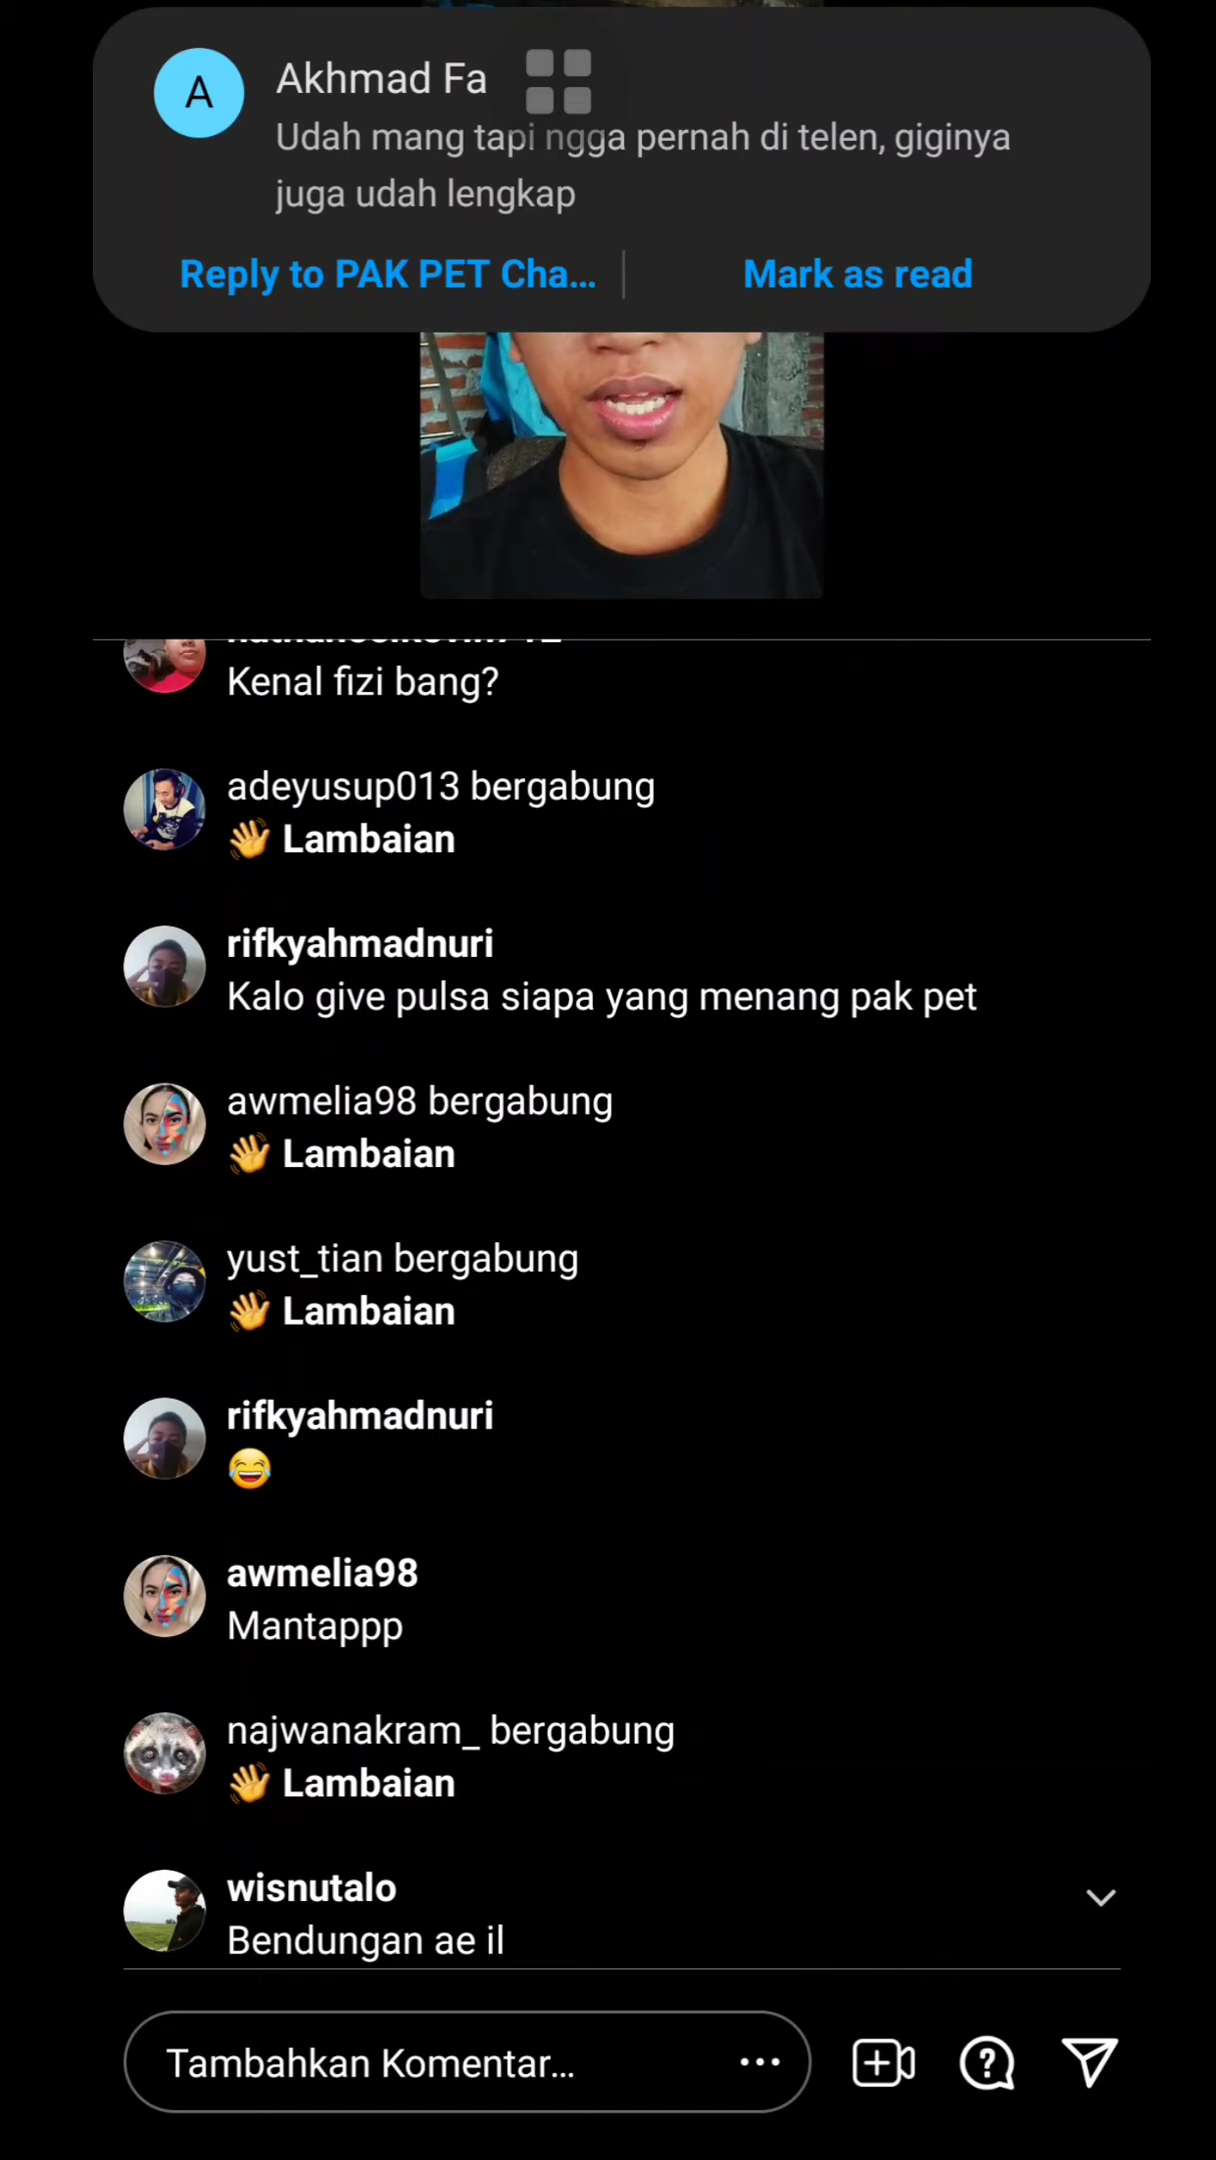 A
Akhmad Fa
Udah mang tapi ngga pernah di telen, giginya
juga udah lengkap
Reply to PAK PET Cha...
Mark as read
Kenal fizi bang?
adeyusup013 bergabung
👋 Lambaian
rifkyahmadnuri
Kalo give pulsa siapa yang menang pak pet
awmelia98 bergabung
👋 Lambaian
yust_tian bergabung
👋 Lambaian
rifkyahmadnuri
😂
awmelia98
Mantappp
najwanakram_ bergabung
👋 Lambaian
wisnutalo
Bendungan ae il
Tambahkan Komentar...